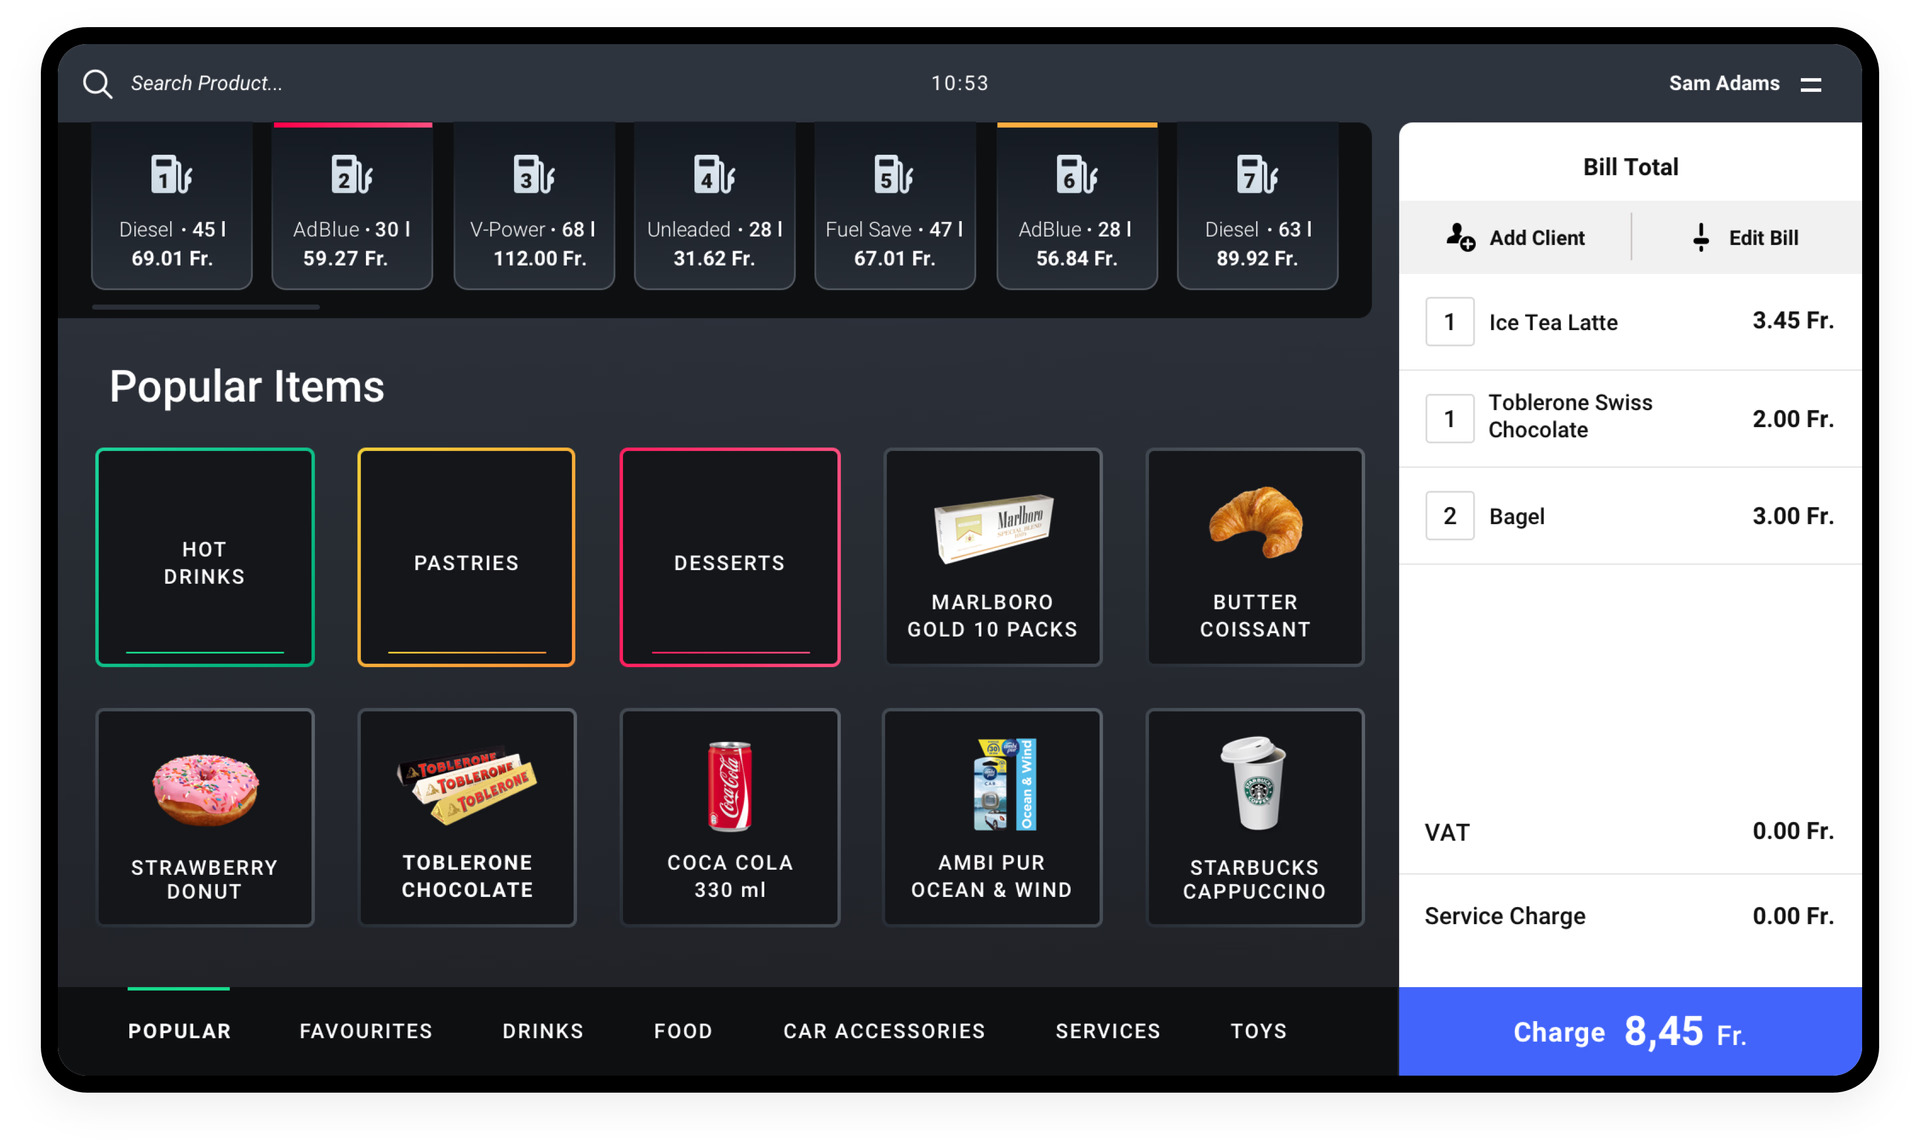 Search Product...
10:53
Sam Adams
1
Diesel • 45 l
69.01 Fr.
2
AdBlue • 30 l
59.27 Fr.
3
V-Power • 68 l
112.00 Fr.
4
Unleaded • 28 l
31.62 Fr.
5
Fuel Save • 47 l
67.01 Fr.
6
AdBlue • 28 l
56.84 Fr.
7
Diesel • 63 l
89.92 Fr.
Popular Items
HOT
DRINKS
PASTRIES
DESSERTS
Marlboro
SPECIAL BLEND
MARLBORO
GOLD 10 PACKS
BUTTER
COISSANT
STRAWBERRY
DONUT
TOBLERONE
TOBLERONE
TOBLERONE
TOBLERONE
CHOCOLATE
Coca-Cola
COCA COLA
330 ml
30
CAR
Ocean & Wind
AMBI PUR
OCEAN & WIND
STARBUCKS
CAPPUCCINO
POPULAR
FAVOURITES
DRINKS
FOOD
CAR ACCESSORIES
SERVICES
TOYS
Bill Total
Add Client
Edit Bill
1 Ice Tea Latte 3.45 Fr.
1 Toblerone Swiss
Chocolate 2.00 Fr.
2 Bagel 3.00 Fr.
VAT 0.00 Fr.
Service Charge 0.00 Fr.
Charge 8,45 Fr.